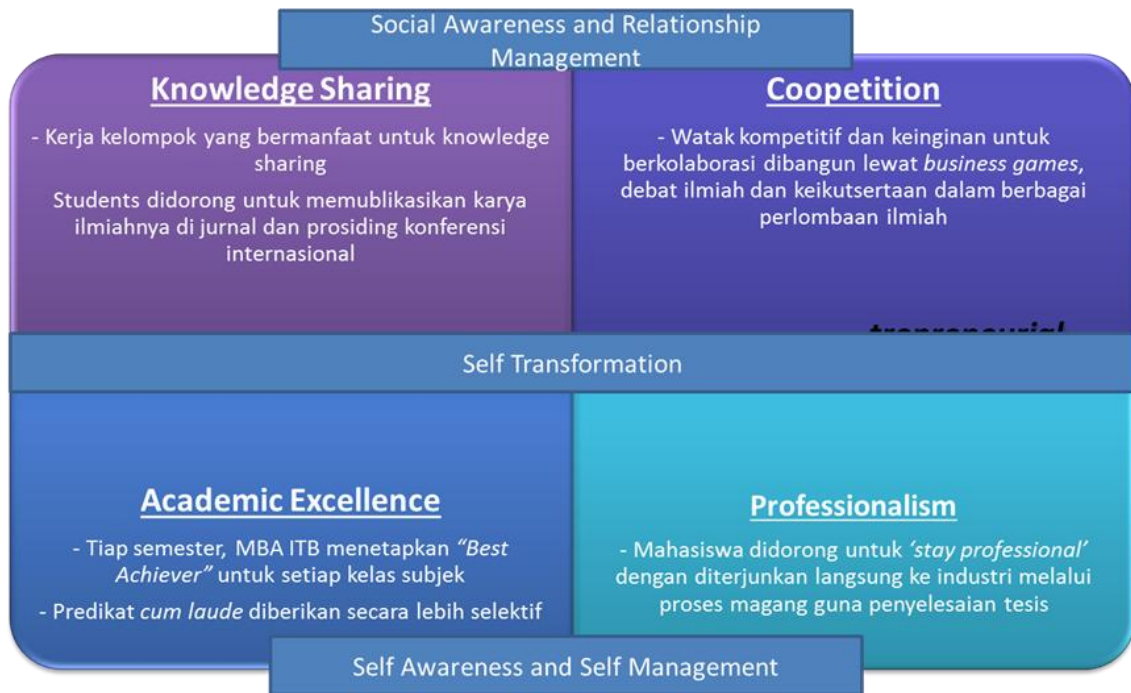 Social Awareness and Relationship
Management
Knowledge Sharing
- Kerja kelompok yang bermanfaat untuk knowledge
sharing
Students didorong untuk memublikasikan karya
ilmiahnya di jurnal dan prosiding konferensi
internasional
Coopetition
- Watak kompetitif dan keinginan untuk
berkolaborasi dibangun lewat business games,
debat ilmiah dan keikutsertaan dalam berbagai
perlombaan ilmiah
Self Transformation
Academic Excellence
- Tiap semester, MBA ITB menetapkan “Best
Achiever” untuk setiap kelas subjek
- Predikat cum laude diberikan secara lebih selektif
Professionalism
- Mahasiswa didorong untuk ‘stay professional’
dengan diterjunkan langsung ke industri melalui
proses magang guna penyelesaian tesis
Self Awareness and Self Management